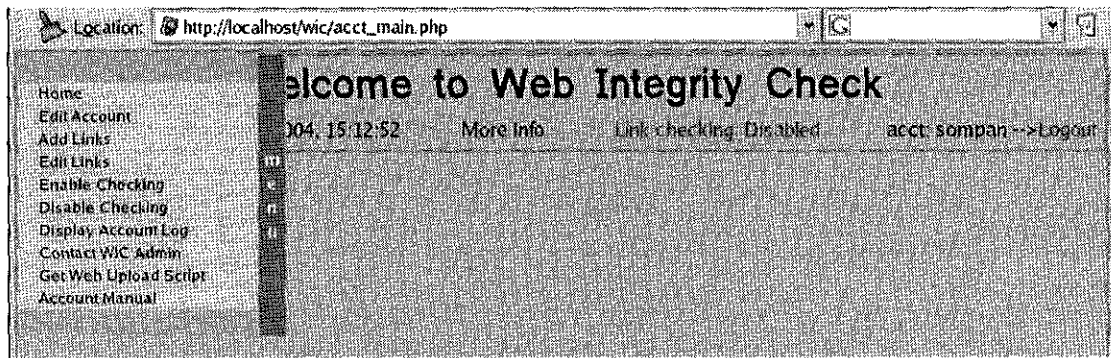 Location: http://localhost/wic/acct_main.php
elcome to Web Integrity Check
004, 15:12:52 More Info Link checking: Disabled acct: sompan -->Logout
Home
Edit Account
Add Links
Edit Links
Enable Checking
Disable Checking
Display Account Log
Contact WIC Admin
Get Web Upload Script
Account Manual
m
e
n
u